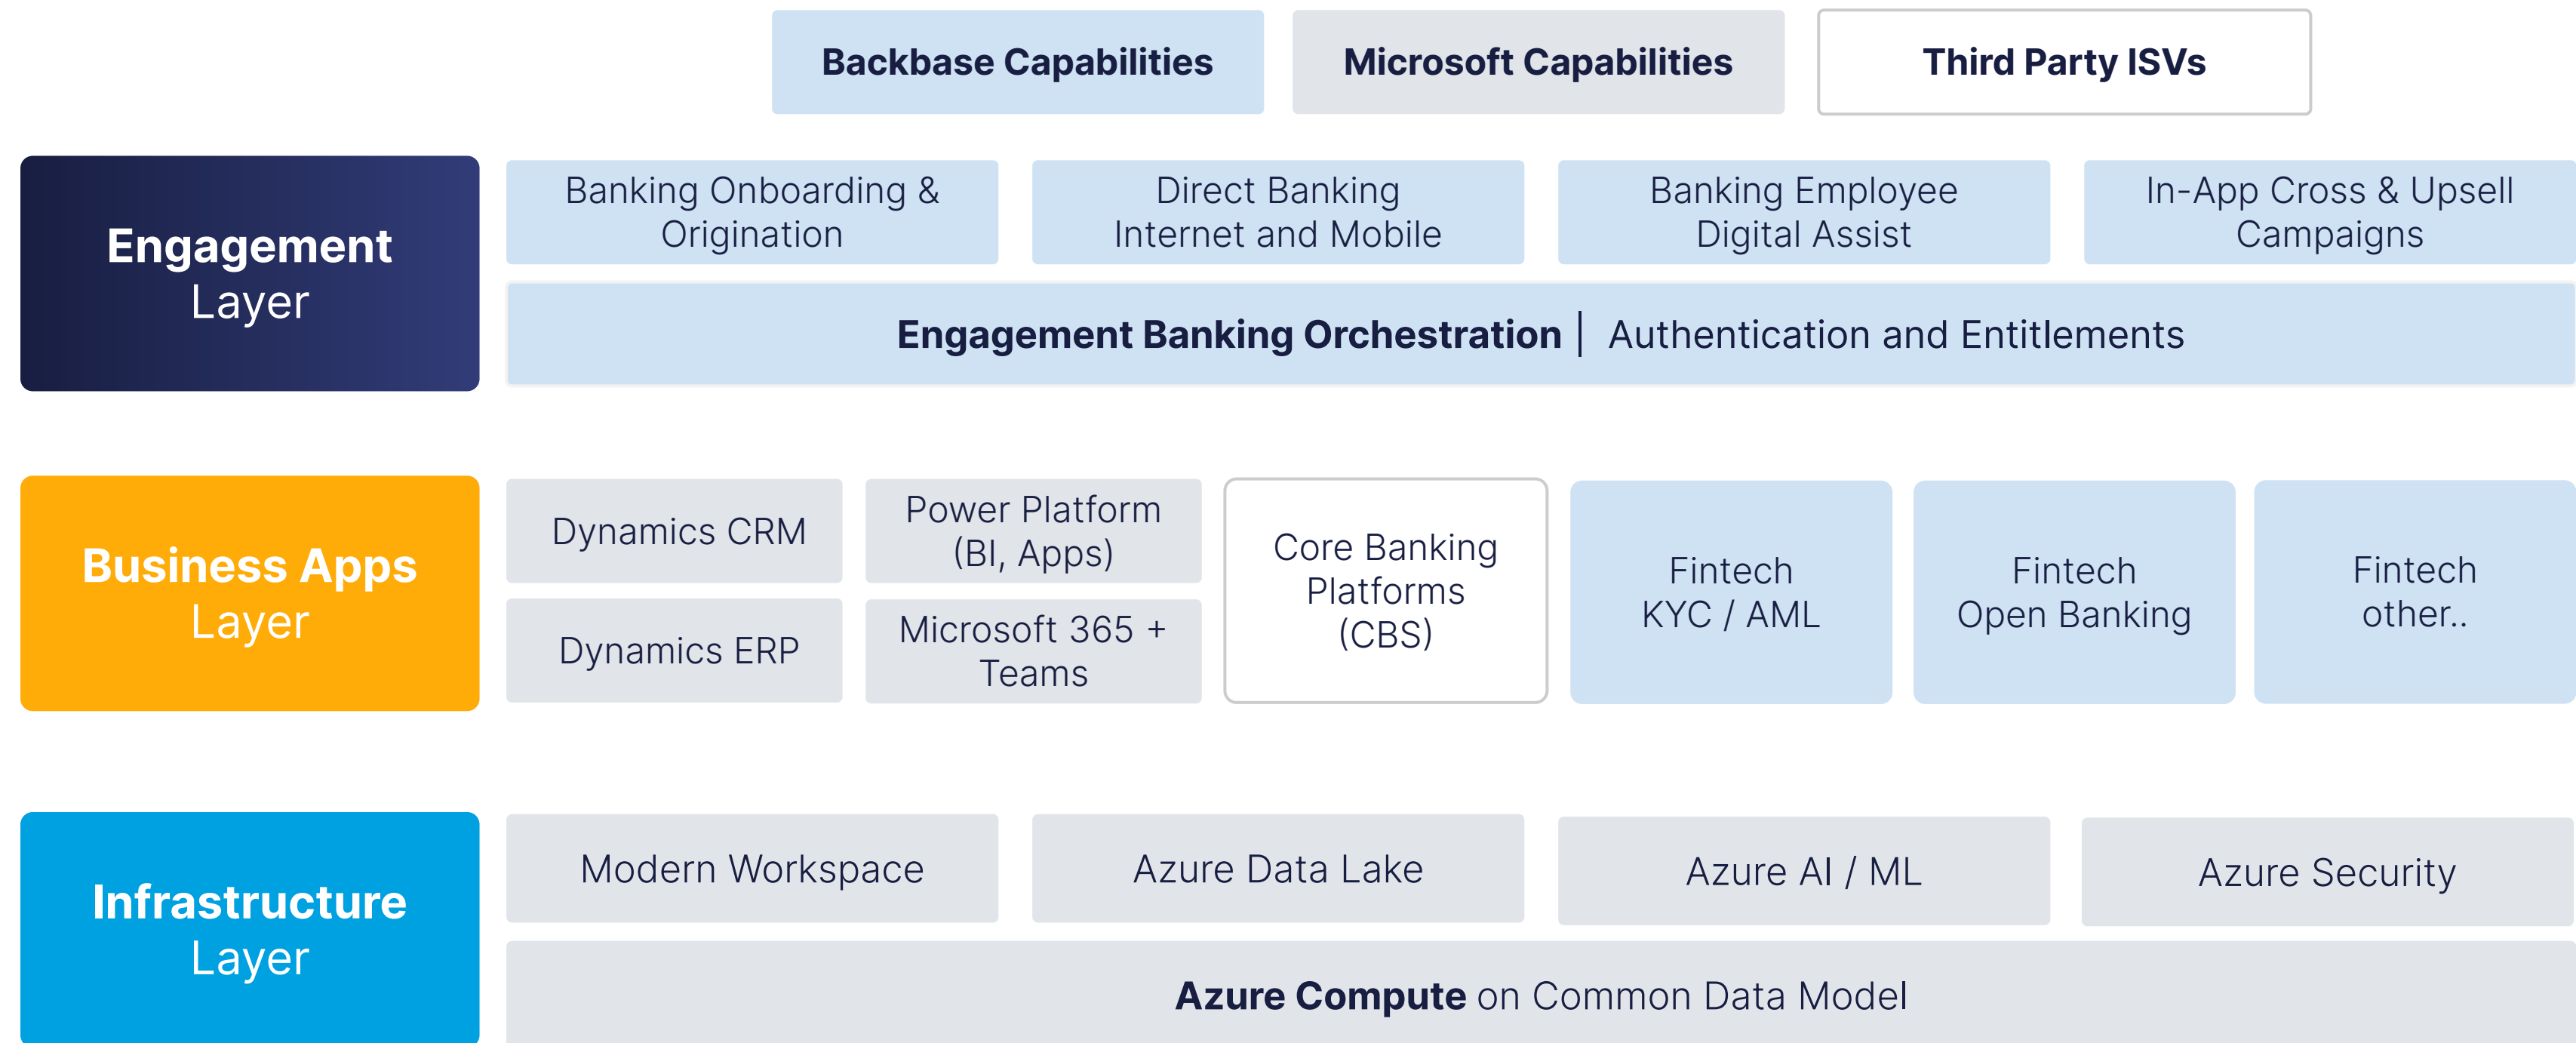 Backbase Capabilities
Microsoft Capabilities
Third Party ISVs
Engagement
Layer
Banking Onboarding &
Origination
Direct Banking
Internet and Mobile
Banking Employee
Digital Assist
In-App Cross & Upsell
Campaigns
Engagement Banking Orchestration | Authentication and Entitlements
Business Apps
Layer
Dynamics CRM
Dynamics ERP
Power Platform
(BI, Apps)
Microsoft 365 +
Teams
Core Banking
Platforms
(CBS)
Fintech
KYC / AML
Fintech
Open Banking
Fintech
other..
Infrastructure
Layer
Modern Workspace
Azure Data Lake
Azure AI / ML
Azure Security
Azure Compute on Common Data Model